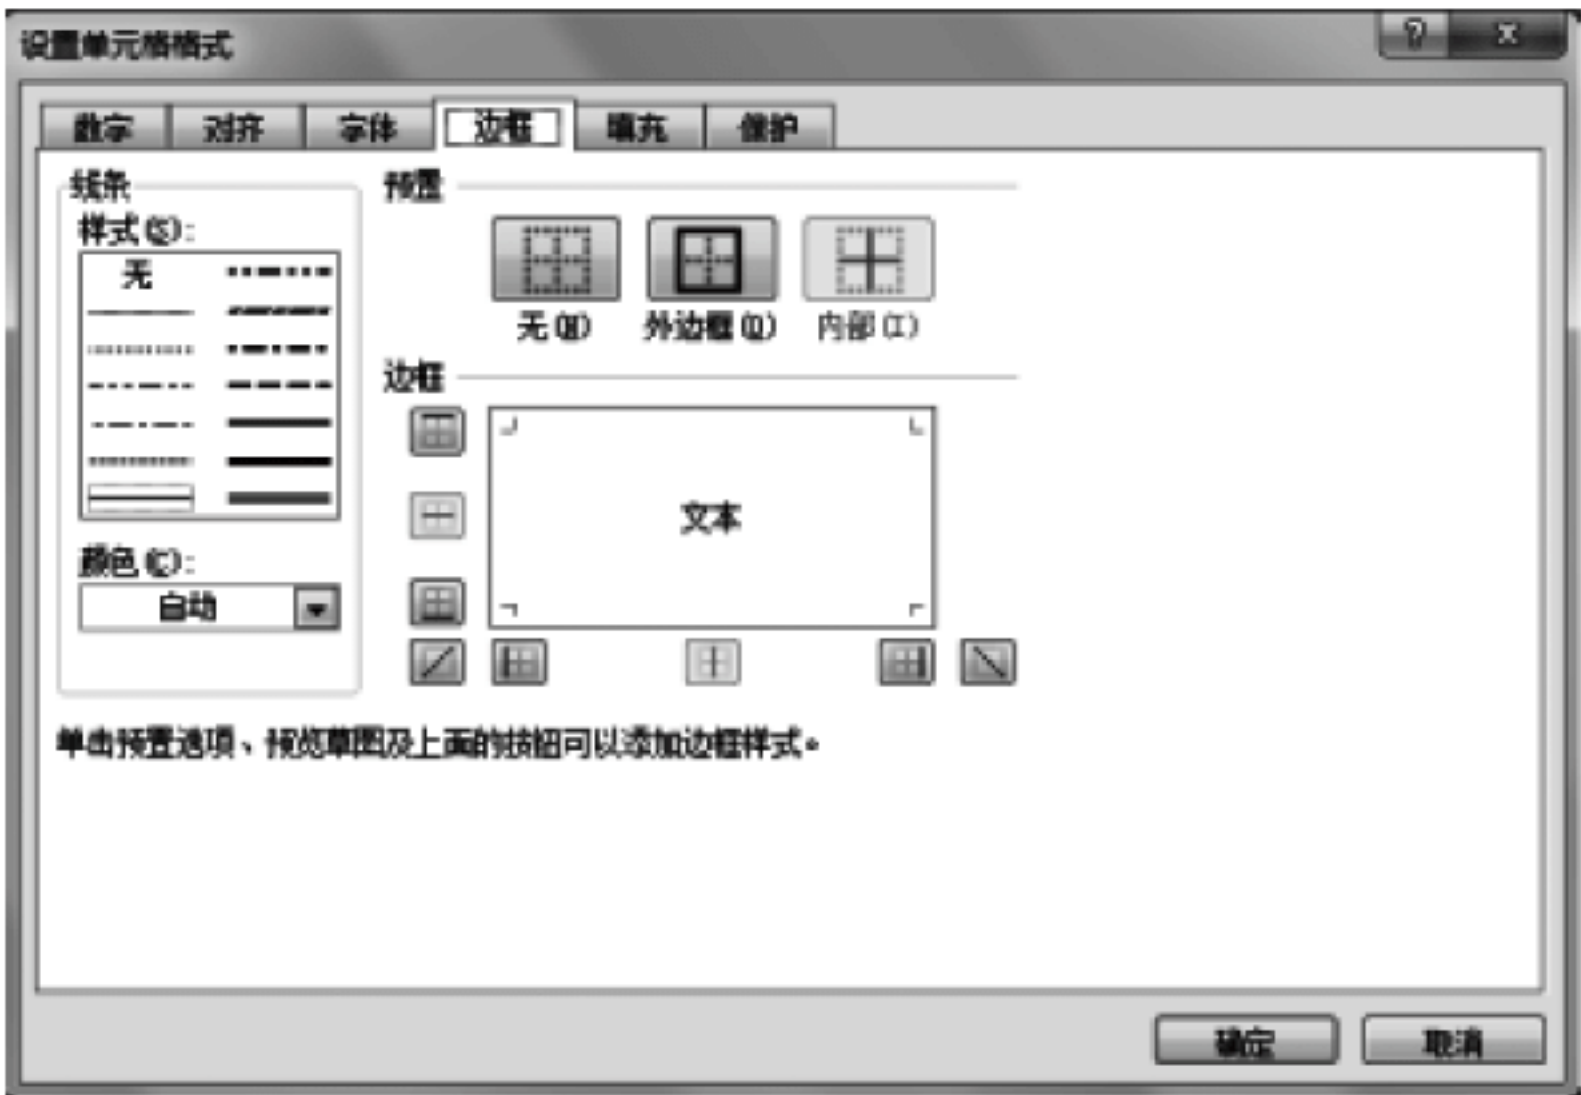 设置单元格格式
数字 对齐 字体 边框 填充 保护
线条
样式(S):
无
颜色(C):
自动
预置
无(N) 外边框(O) 内部(I)
边框
文本
单击预置选项、预览草图及上面的按钮可以添加边框样式。
确定 取消